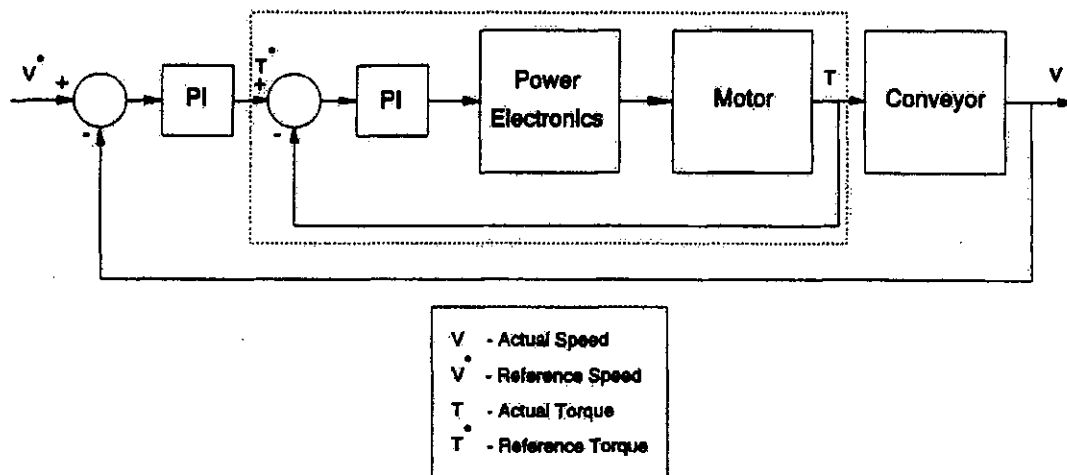 V* + - PI T* + - PI Power Electronics Motor T Conveyor V
V - Actual Speed
V* - Reference Speed
T - Actual Torque
T* - Reference Torque